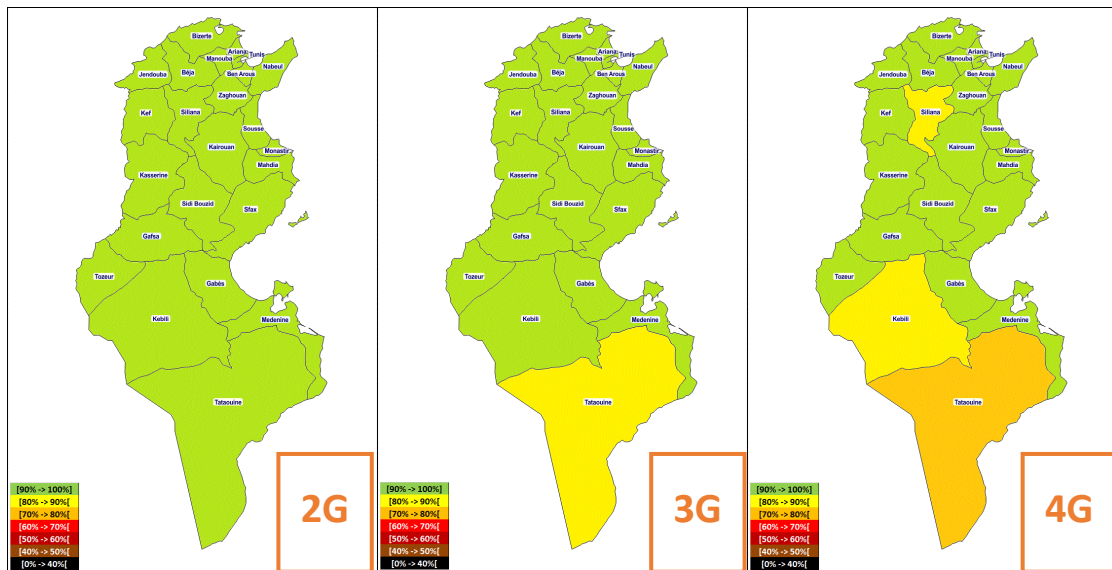 Bizerte
Ariana
Tunis
Manouba
Nabeul
Jendouba
Béja
Ben Arous
Zaghouan
Kef
Siliana
Sousse
Kairouan
Monastir
Mahdia
Kasserine
Sidi Bouzid
Sfax
Gafsa
Tozeur
Gabès
Kebili
Medenine
Tataouine
[90% -> 100%]
[80% -> 90%[
[70% -> 80%[
[60% -> 70%[
[50% -> 60%[
[40% -> 50%[
[0% -> 40%[
2G
Bizerte
Ariana
Tunis
Manouba
Nabeul
Jendouba
Béja
Ben Arous
Zaghouan
Kef
Siliana
Sousse
Kairouan
Monastir
Mahdia
Kasserine
Sidi Bouzid
Sfax
Gafsa
Tozeur
Gabès
Kebili
Medenine
Tataouine
[90% -> 100%]
[80% -> 90%[
[70% -> 80%[
[60% -> 70%[
[50% -> 60%[
[40% -> 50%[
[0% -> 40%[
3G
Bizerte
Ariana
Tunis
Manouba
Nabeul
Jendouba
Béja
Ben Arous
Zaghouan
Kef
Siliana
Sousse
Kairouan
Monastir
Mahdia
Kasserine
Sidi Bouzid
Sfax
Gafsa
Tozeur
Gabès
Kebili
Medenine
Tataouine
[90% -> 100%]
[80% -> 90%[
[70% -> 80%[
[60% -> 70%[
[50% -> 60%[
[40% -> 50%[
[0% -> 40%[
4G